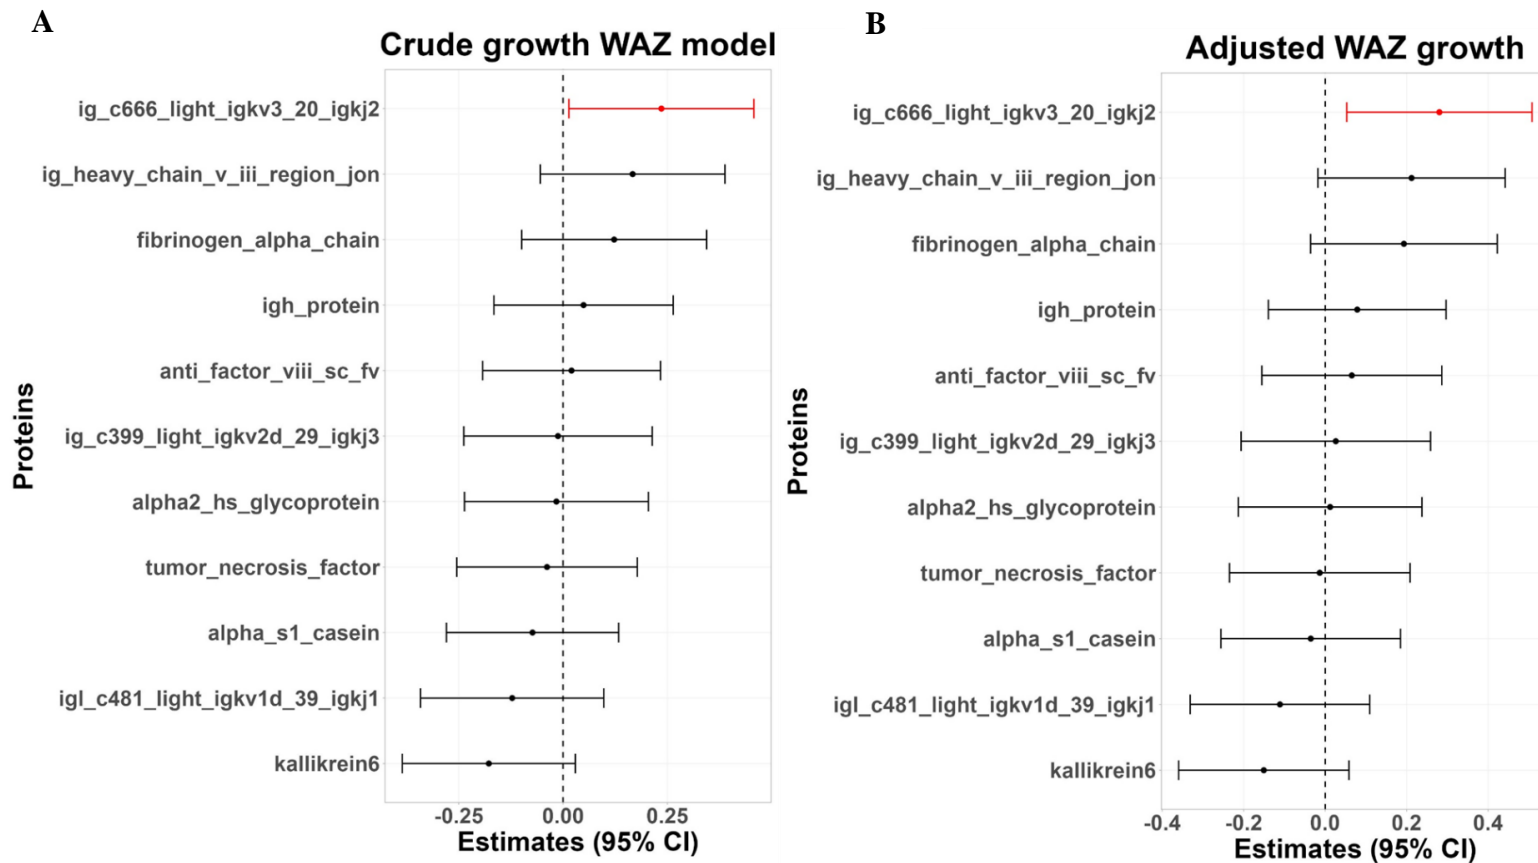 A
Crude growth WAZ model
Proteins
ig_c666_light_igkv3_20_igkj2
ig_heavy_chain_v_iii_region_jon
fibrinogen_alpha_chain
igh_protein
anti_factor_viii_sc_fv
ig_c399_light_igkv2d_29_igkj3
alpha2_hs_glycoprotein
tumor_necrosis_factor
alpha_s1_casein
igl_c481_light_igkv1d_39_igkj1
kallikrein6
-0.25 0.00 0.25
Estimates (95% CI)
B
Adjusted WAZ growth
Proteins
ig_c666_light_igkv3_20_igkj2
ig_heavy_chain_v_iii_region_jon
fibrinogen_alpha_chain
igh_protein
anti_factor_viii_sc_fv
ig_c399_light_igkv2d_29_igkj3
alpha2_hs_glycoprotein
tumor_necrosis_factor
alpha_s1_casein
igl_c481_light_igkv1d_39_igkj1
kallikrein6
-0.4 -0.2 0.0 0.2 0.4
Estimates (95% CI)